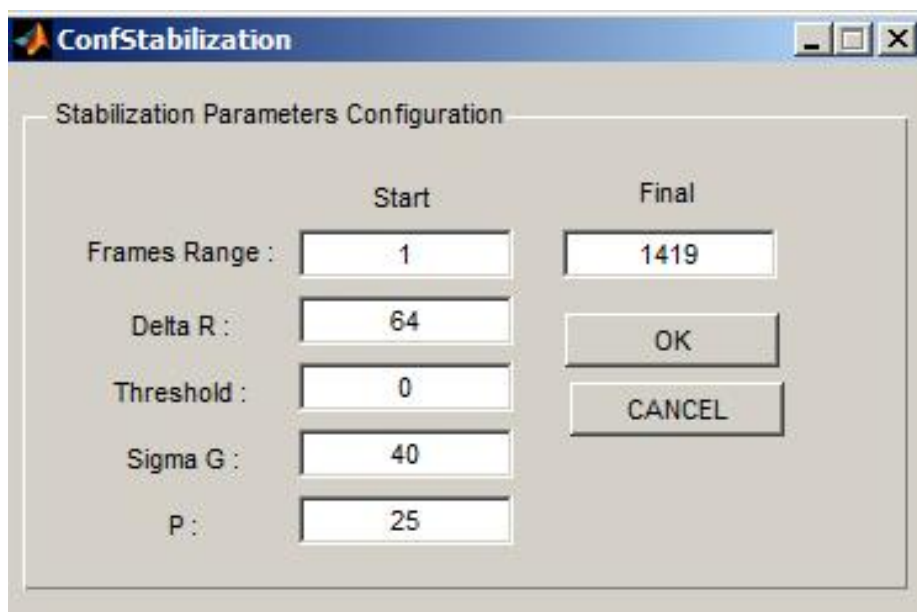 ConfStabilization
Stabilization Parameters Configuration
Start Final
Frames Range : 1 1419
Delta R : 64
OK
Threshold : 0
CANCEL
Sigma G : 40
P : 25